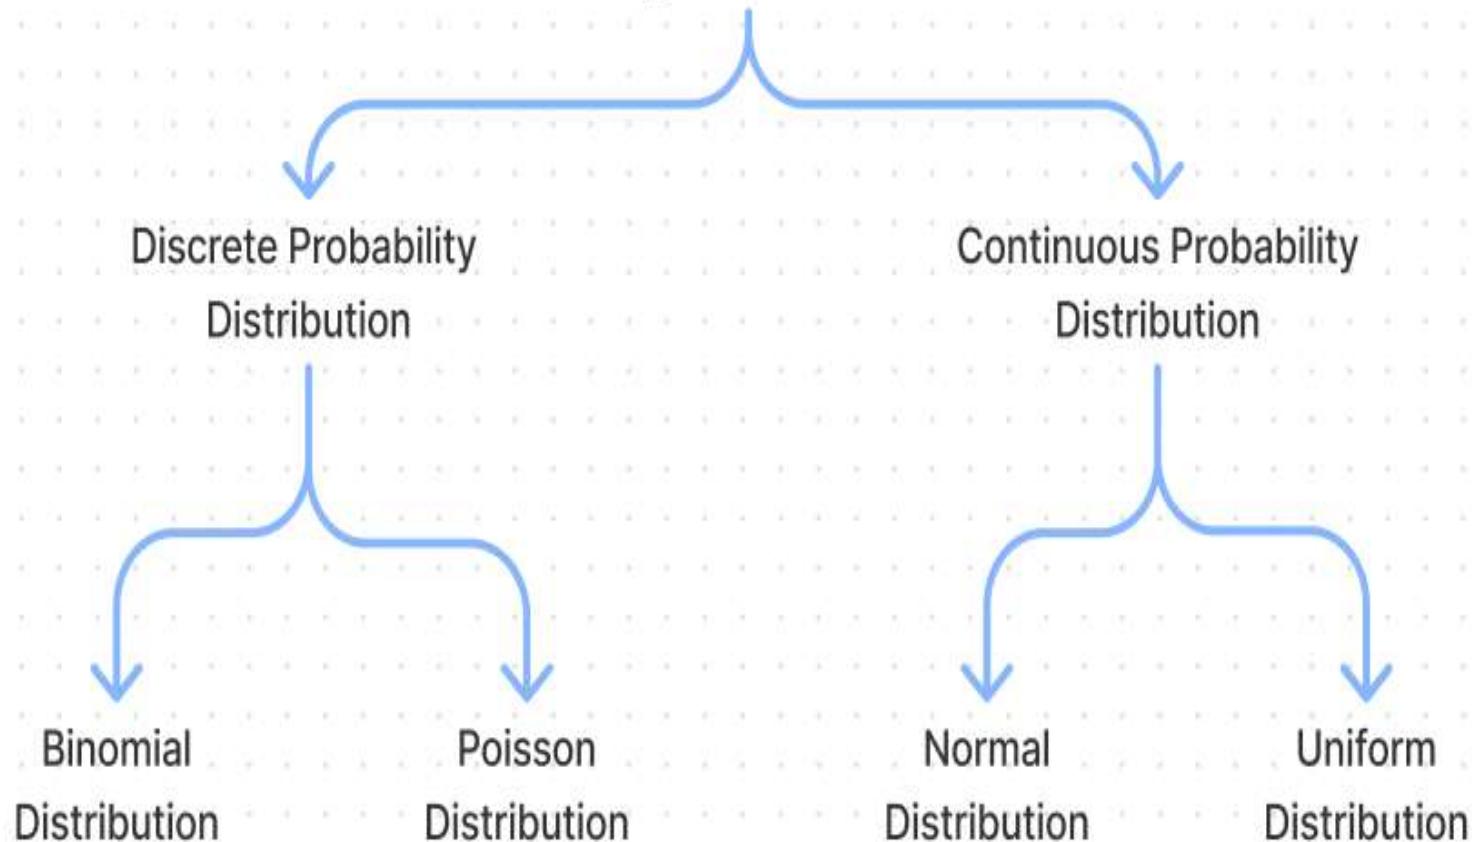 Discrete Probability
Distribution
Continuous Probability
Distribution
Binomial
Distribution
Poisson
Distribution
Normal
Distribution
Uniform
Distribution